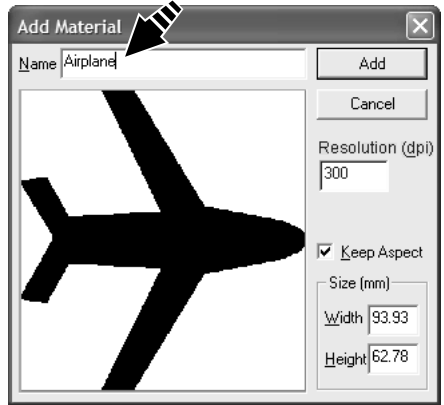 Add Material
Name Airplane
Add
Cancel
Resolution (dpi)
300
Keep Aspect
Size (mm)
Width 93.93
Height 62.78